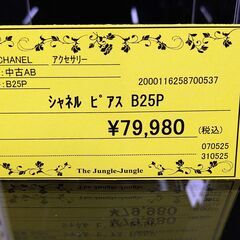 CHANEL アクセサリー
：中古AB
ド：B25P
2000116258700537
シャネル ピアス B25P
¥79,980 (税込)
070525
310525
The Jungle-Jungle